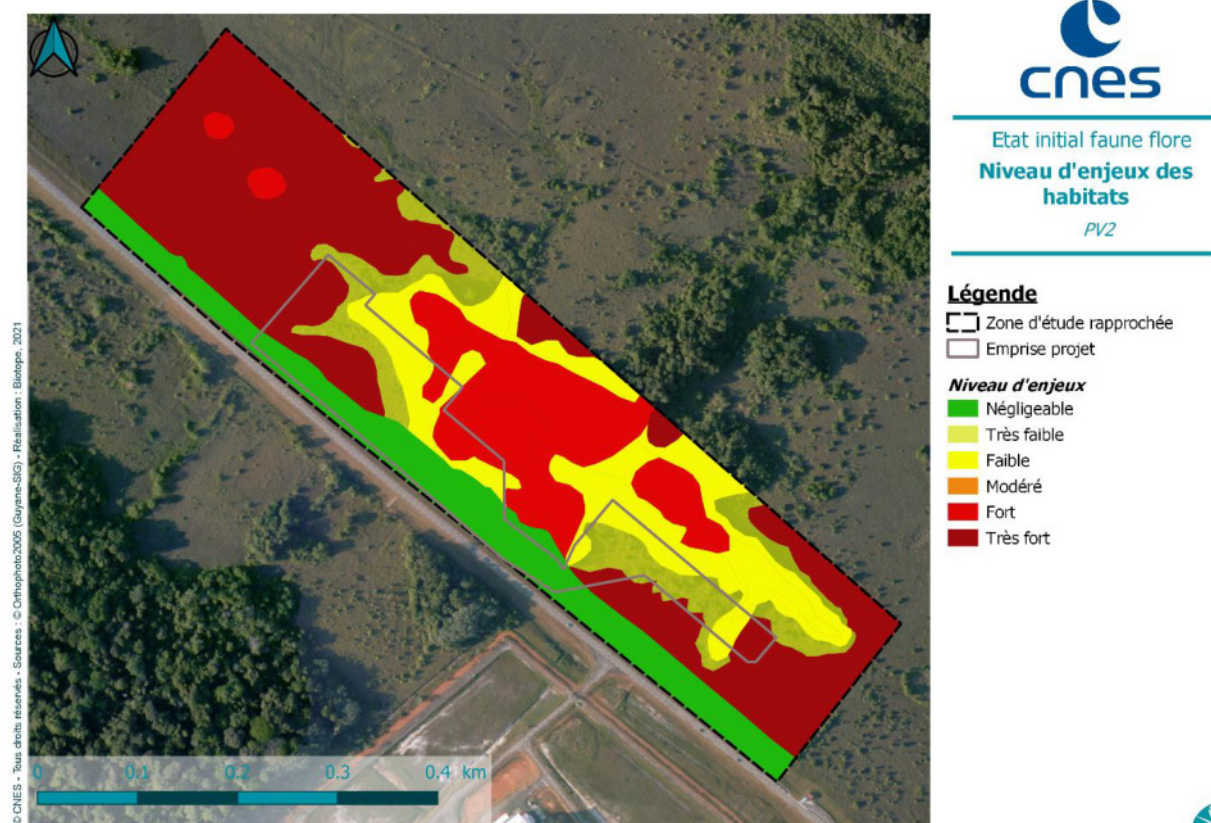 cnes
Etat initial faune flore
Niveau d'enjeux des
habitats
PV2
Légende
Zone d'étude rapprochée
Emprise projet
Niveau d'enjeux
Négligeable
Très faible
Faible
Modéré
Fort
Très fort
0 0.1 0.2 0.3 0.4 km
© CNES - Tous droits réservés - Sources : © Orthophoto2005 (Guyane-SIG) - Réalisation : Biotope, 2021